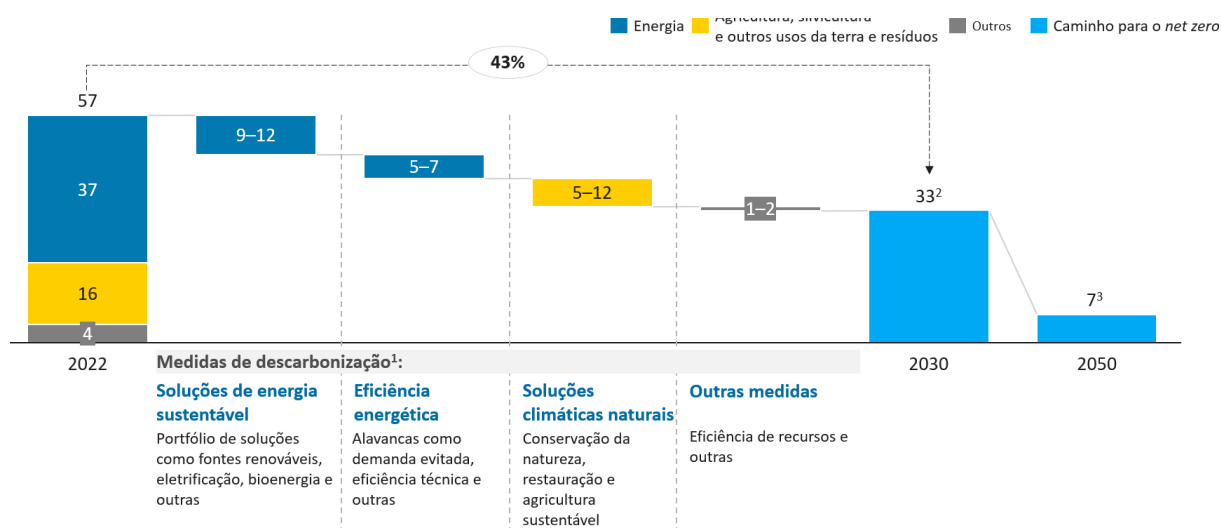 Energia
Agricultura, silvicultura
e outros usos da terra e resíduos
Outros
Caminho para o net zero
43%
57
37
16
4
9–12
5–7
5–12
1–2
33²
7³
2022
Medidas de descarbonização¹:
2030
2050
Soluções de energia
sustentável
Portfólio de soluções
como fontes renováveis,
eletrificação, bioenergia e
outras
Eficiência
energética
Alavancas como
demanda evitada,
eficiência técnica e
outras
Soluções
climáticas naturais
Conservação da
natureza,
restauração e
agricultura
sustentável
Outras medidas
Eficiência de recursos e
outras